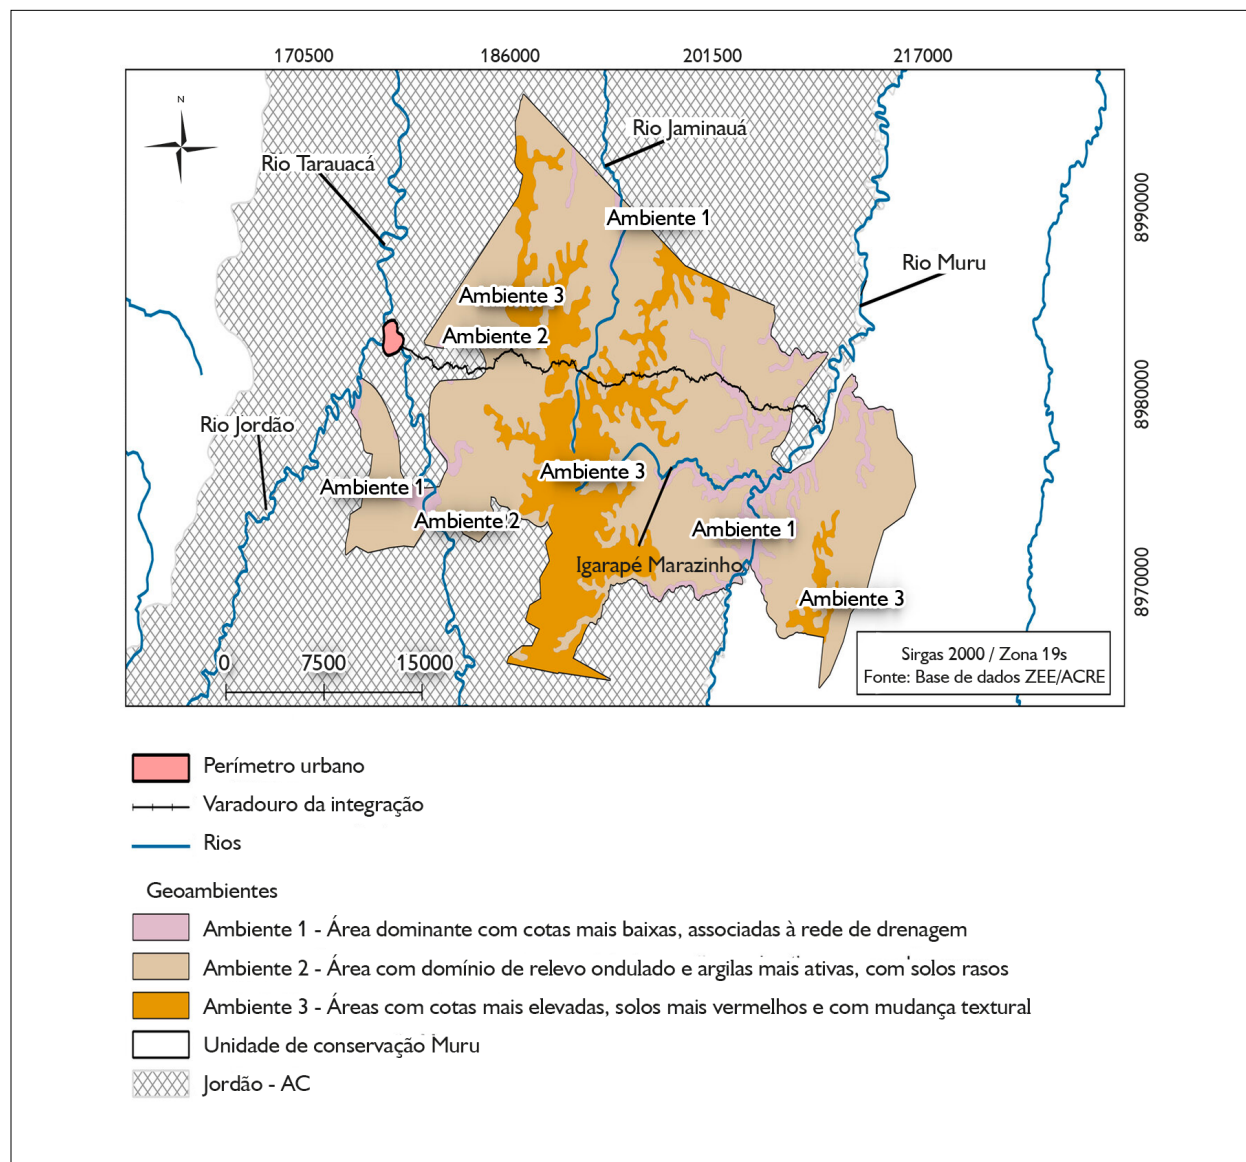 170500 186000 201500 217000
N
Rio Jaminauá
Rio Tarauacá
8990000
Ambiente 1
Rio Muru
Ambiente 3
Ambiente 2
8980000
Rio Jordão
Ambiente 3
Ambiente 1
Ambiente 2
Ambiente 1
Igarapé Marazinho
8970000
Ambiente 3
0 7500 15000
Sirgas 2000 / Zona 19s
Fonte: Base de dados ZEE/ACRE
Perímetro urbano
Varadouro da integração
Rios
Geoambientes
Ambiente 1 - Área dominante com cotas mais baixas, associadas à rede de drenagem
Ambiente 2 - Área com domínio de relevo ondulado e argilas mais ativas, com solos rasos
Ambiente 3 - Áreas com cotas mais elevadas, solos mais vermelhos e com mudança textural
Unidade de conservação Muru
Jordão - AC